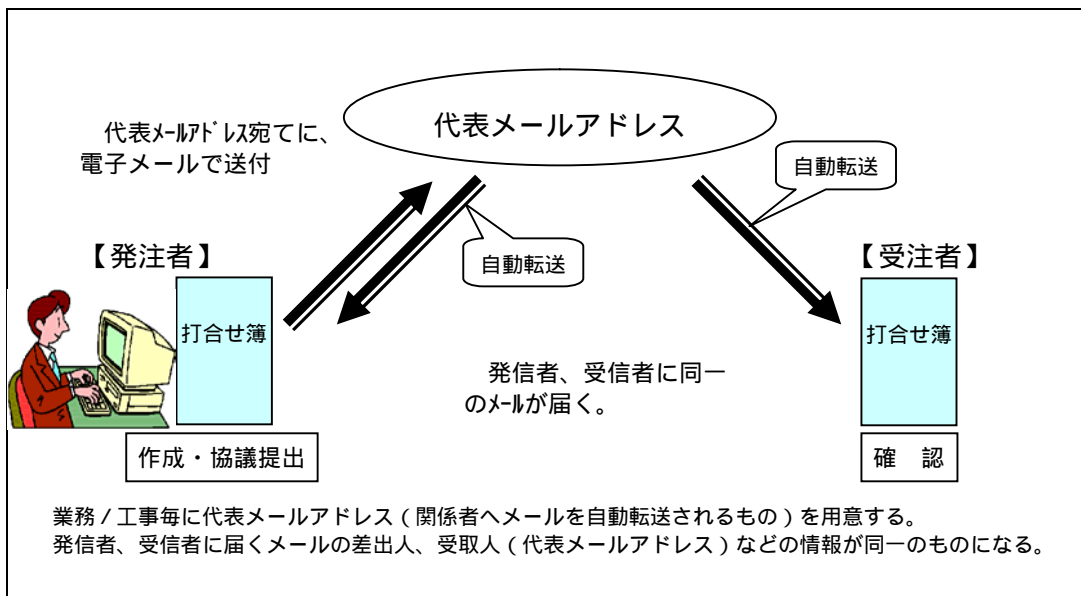 代表メールアドレス
代表ﾒｰﾙｱﾄﾞﾚｽ宛てに、
電子メールで送付
自動転送
自動転送
【発注者】
【受注者】
打合せ簿
打合せ簿
発信者、受信者に同一
のﾒｰﾙが届く。
作成・協議提出
確　認
業務／工事毎に代表メールアドレス（関係者へメールを自動転送されるもの）を用意する。
発信者、受信者に届くメールの差出人、受取人（代表メールアドレス）などの情報が同一のものになる。